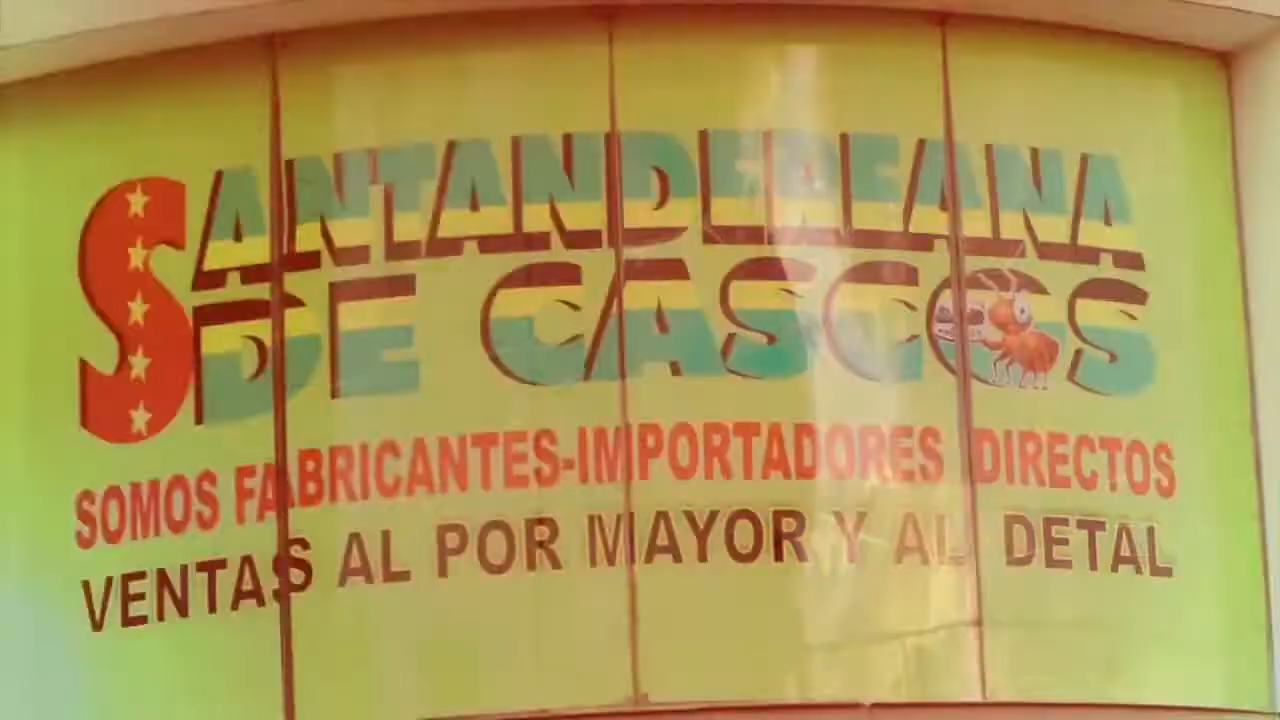 SANTANDEREANA
DE CASCOS
SOMOS FABRICANTES-IMPORTADORES DIRECTOS
VENTAS AL POR MAYOR Y AL DETAL